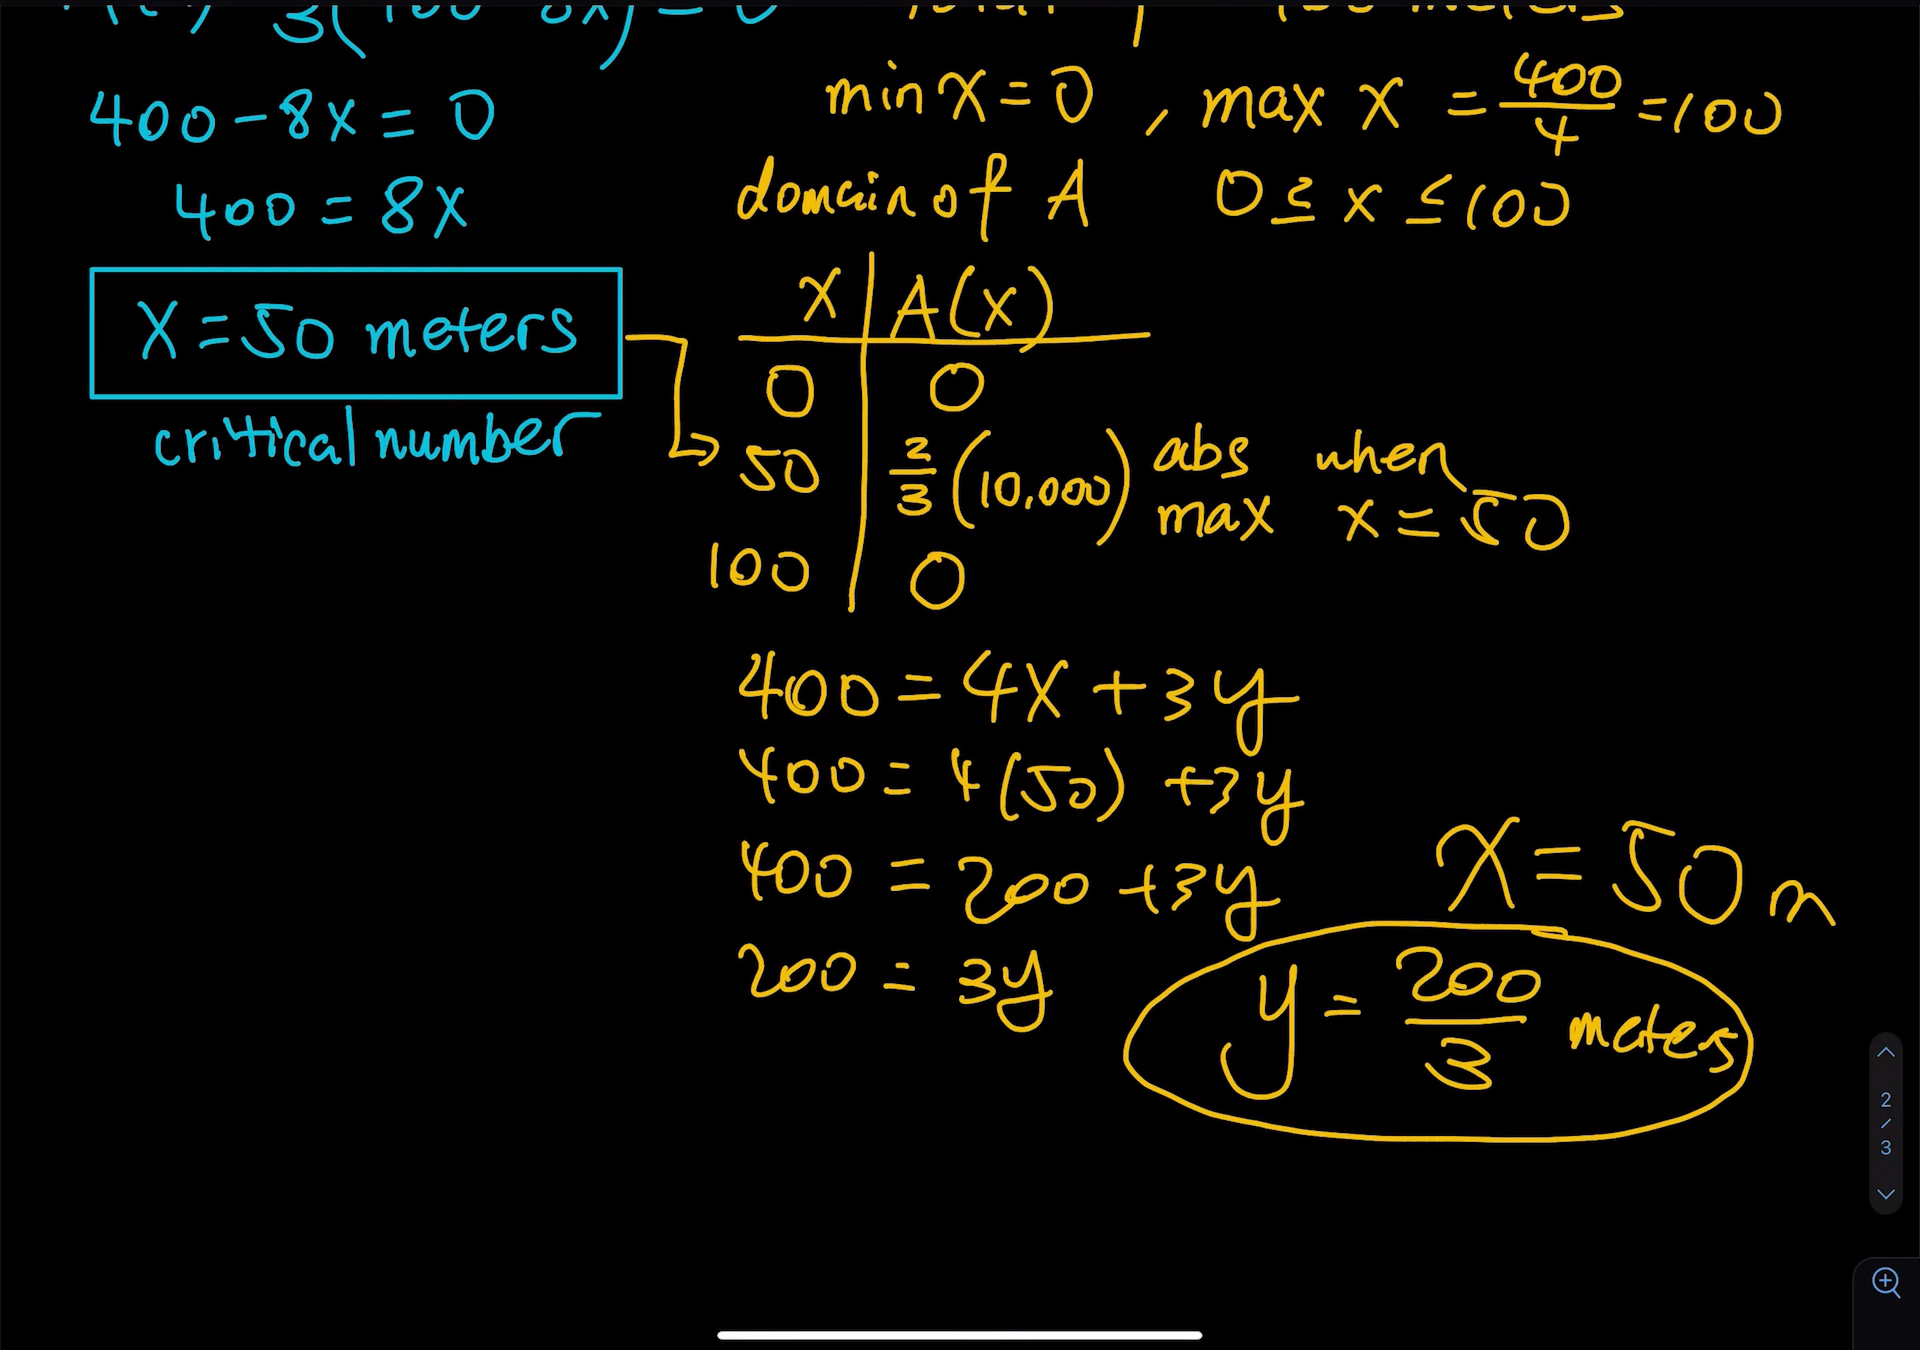 400 - 8x = 0
400 = 8x
X = 50 meters
critical number
min x = 0 , max x = 400/4 = 100
domain of A 0 ≤ x ≤ 100
x | A(x)
0 | 0
50 | 2/3 (10,000) abs max when x = 50
100 | 0
400 = 4x + 3y
400 = 4(50) + 3y
400 = 200 + 3y
200 = 3y
x = 50 m
y = 200/3 meters
2
/
3